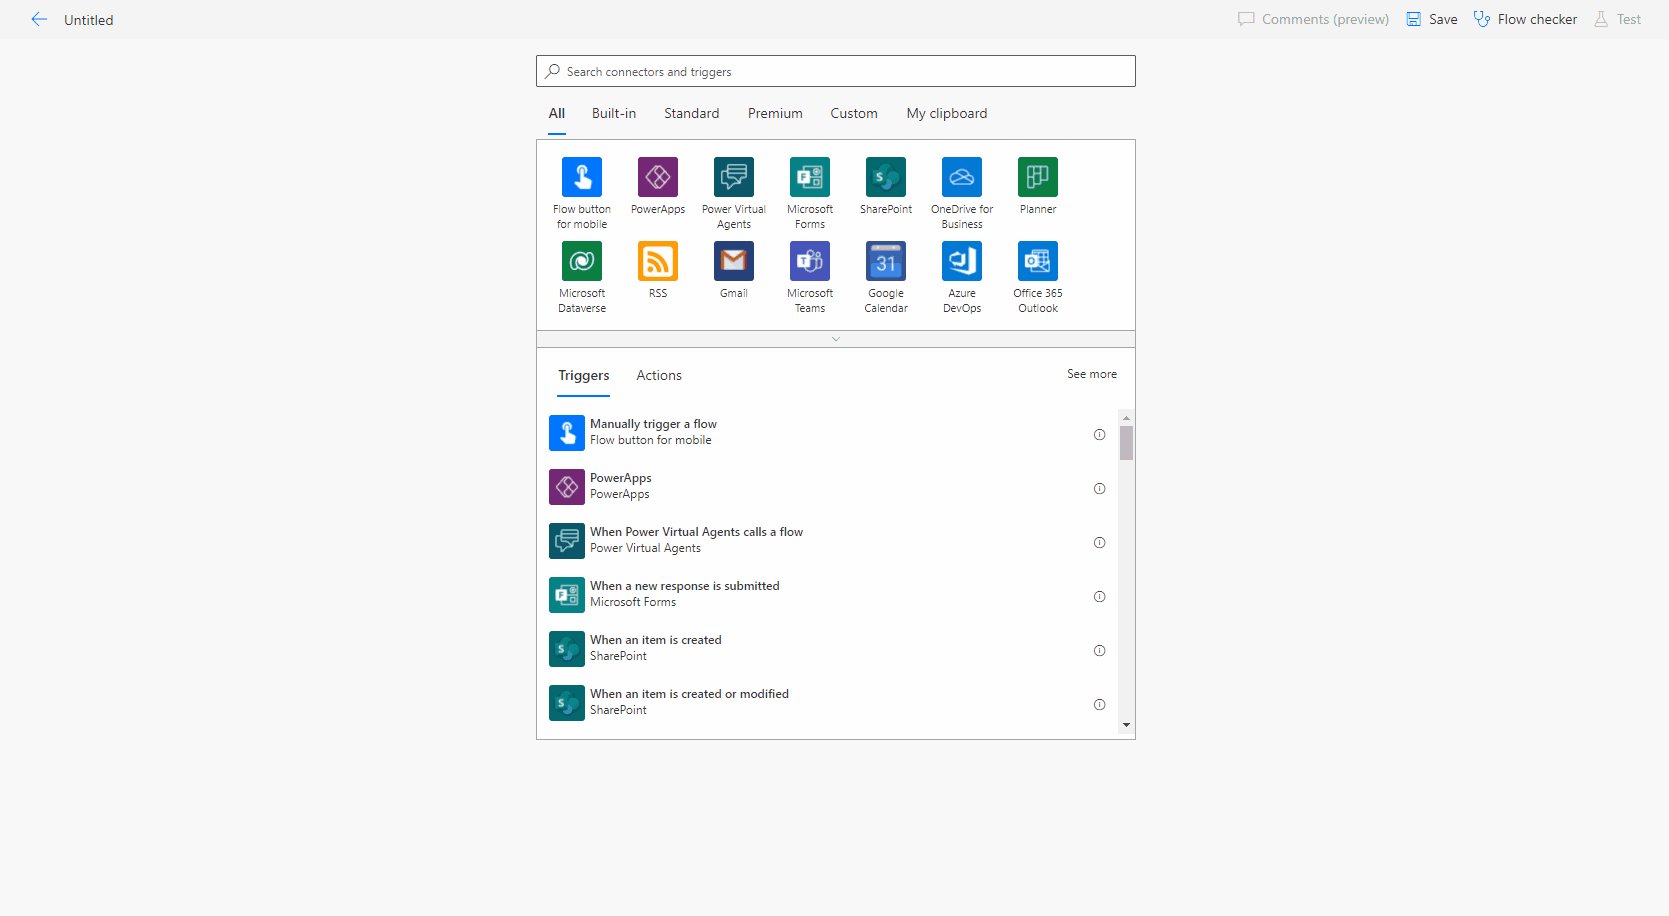 Untitled
Comments (preview)
Save
Flow checker
Test
Search connectors and triggers
All
Built-in
Standard
Premium
Custom
My clipboard
Flow button
for mobile
PowerApps
Power Virtual
Agents
Microsoft
Forms
SharePoint
OneDrive for
Business
Planner
Microsoft
Dataverse
RSS
Gmail
Microsoft
Teams
31
Google
Calendar
Azure
DevOps
Office 365
Outlook
Triggers
Actions
See more
Manually trigger a flow
Flow button for mobile
PowerApps
PowerApps
When Power Virtual Agents calls a flow
Power Virtual Agents
When a new response is submitted
Microsoft Forms
When an item is created
SharePoint
When an item is created or modified
SharePoint